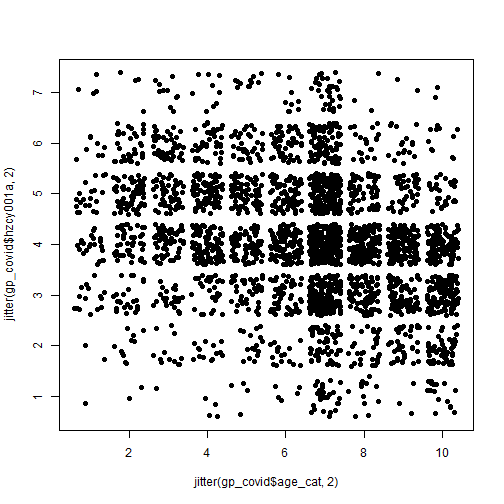 7
6
5
4
3
2
1
jitter(gp_covid$hzcy001a, 2)
2 4 6 8 10
jitter(gp_covid$age_cat, 2)